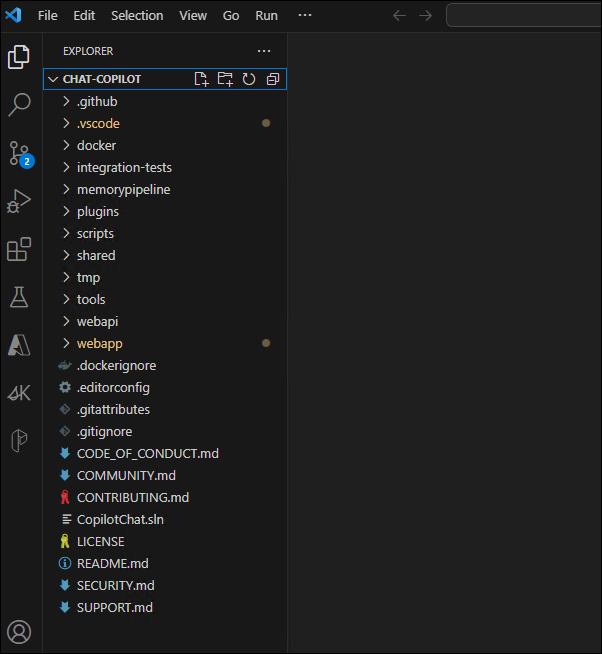 File Edit Selection View Go Run ...
EXPLORER ...
CHAT-COPILOT
.github
.vscode
docker
integration-tests
memorypipeline
plugins
scripts
shared
tmp
tools
webapi
webapp
.dockerignore
.editorconfig
.gitattributes
.gitignore
CODE_OF_CONDUCT.md
COMMUNITY.md
CONTRIBUTING.md
CopilotChat.sln
LICENSE
README.md
SECURITY.md
SUPPORT.md
2
SK